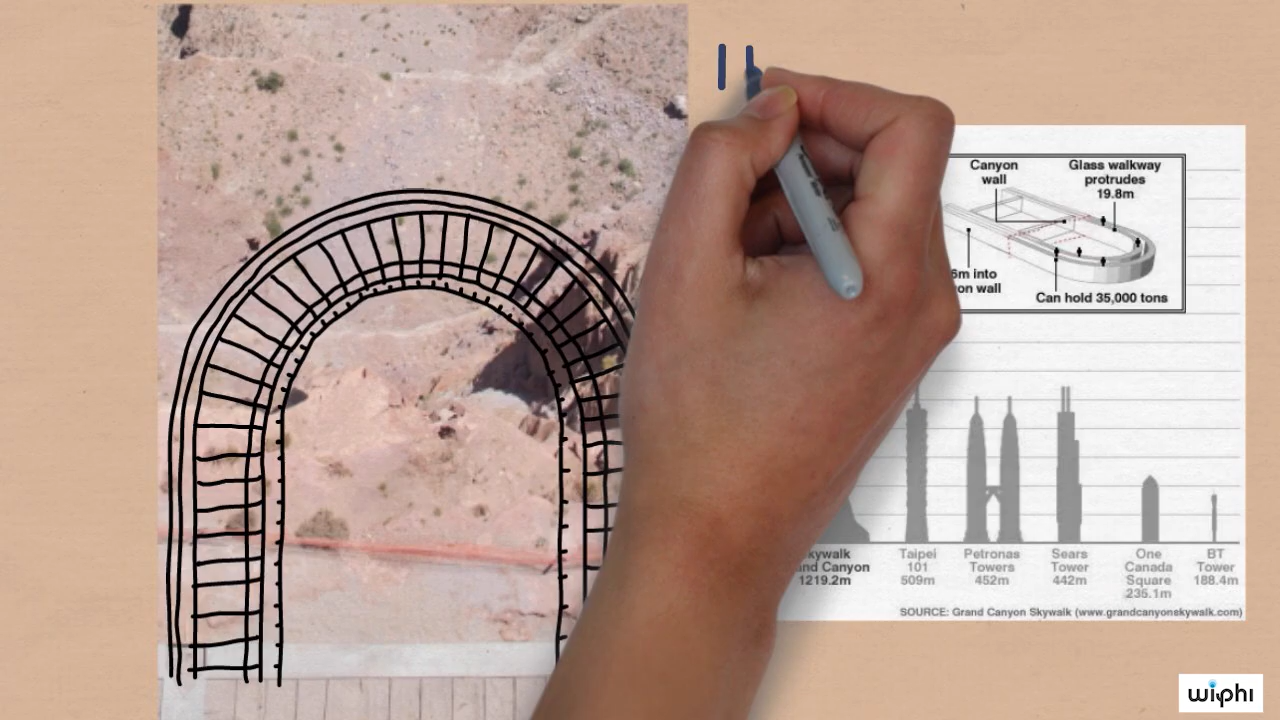 Canyon
wall
Glass walkway
protrudes
19.8m
6m into
on wall
Can hold 35,000 tons
kywalk
nd Canyon
1219.2m
Taipei
101
509m
Petronas
Towers
452m
Sears
Tower
442m
One
Canada
Square
235.1m
BT
Tower
188.4m
SOURCE: Grand Canyon Skywalk (www.grandcanyonskywalk.com)
wiphi